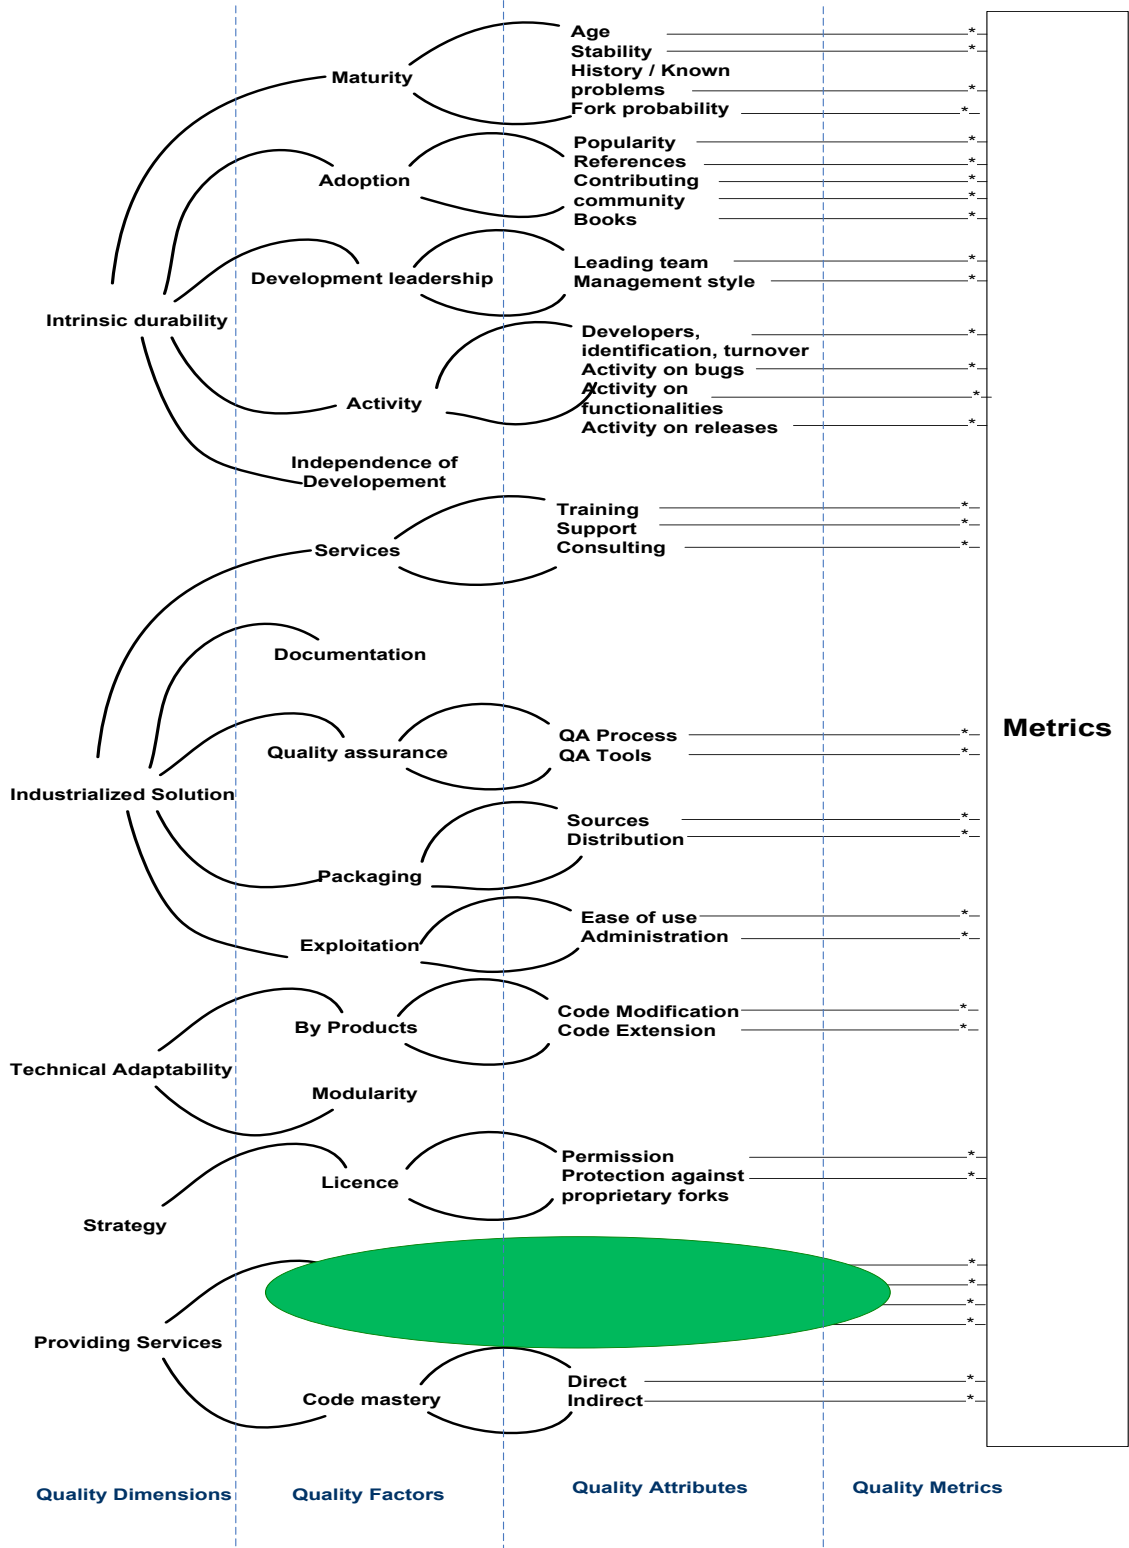 Age
Stability
History / Known
problems
Fork probability
Maturity
Popularity
References
Contributing
community
Books
Adoption
Leading team
Management style
Development leadership
Intrinsic durability
Developers,
identification, turnover
Activity on bugs
Activity on
functionalities
Activity on releases
Activity
Independence of
Developement
Training
Support
Consulting
Services
Documentation
QA Process
QA Tools
Quality assurance
Metrics
Industrialized Solution
Sources
Distribution
Packaging
Ease of use
Administration
Exploitation
Code Modification
Code Extension
By Products
Technical Adaptability
Modularity
Permission
Protection against
proprietary forks
Licence
Strategy
Providing Services
Direct
Indirect
Code mastery
Quality Dimensions
Quality Factors
Quality Attributes
Quality Metrics